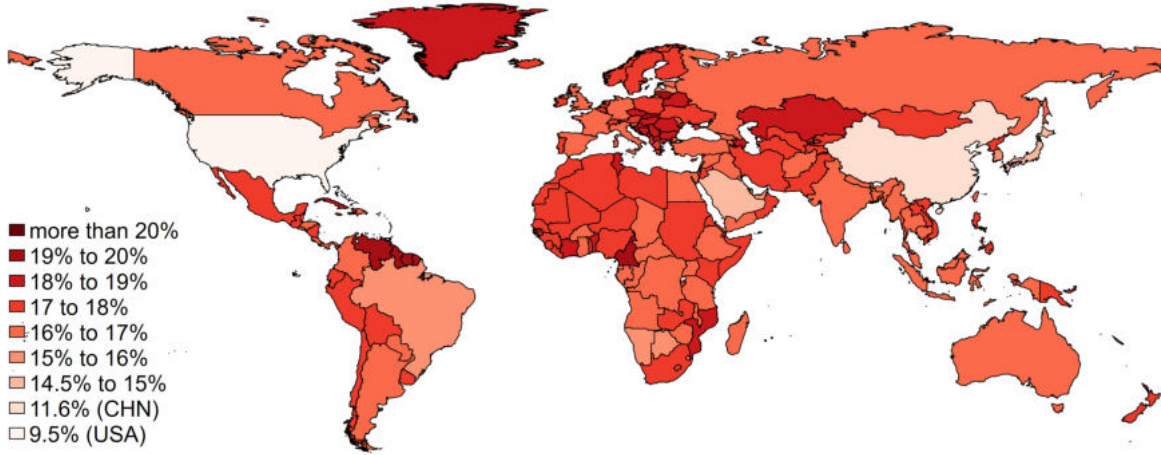 more than 20%
19% to 20%
18% to 19%
17 to 18%
16% to 17%
15% to 16%
14.5% to 15%
11.6% (CHN)
9.5% (USA)